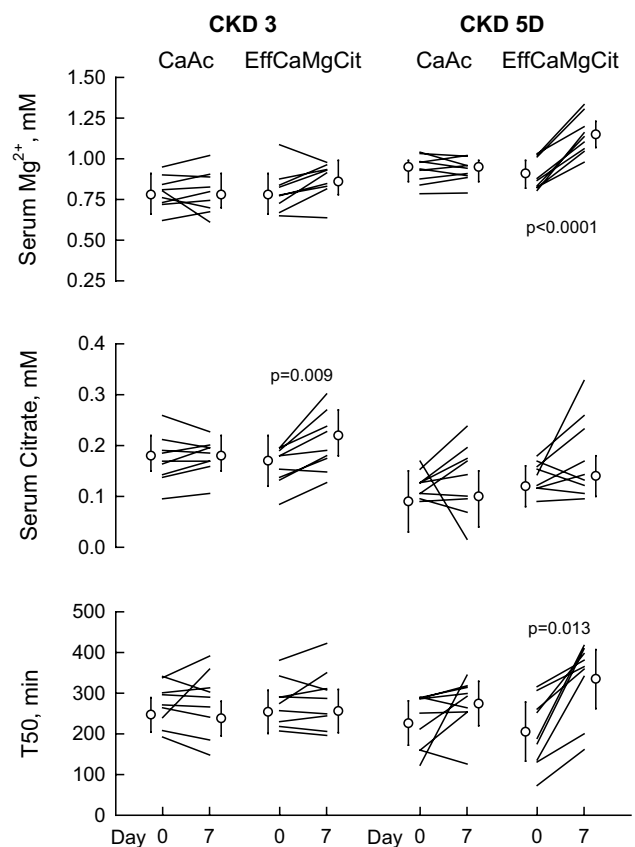 CKD 3 CKD 5D
CaAc EffCaMgCit CaAc EffCaMgCit
Serum Mg2+, mM
1.50
1.25
1.00
0.75
0.50
0.25
p<0.0001
Serum Citrate, mM
0.4
0.3
0.2
0.1
0.0
p=0.009
T50, min
500
400
300
200
100
0
p=0.013
Day 0 7 0 7 Day 0 7 0 7